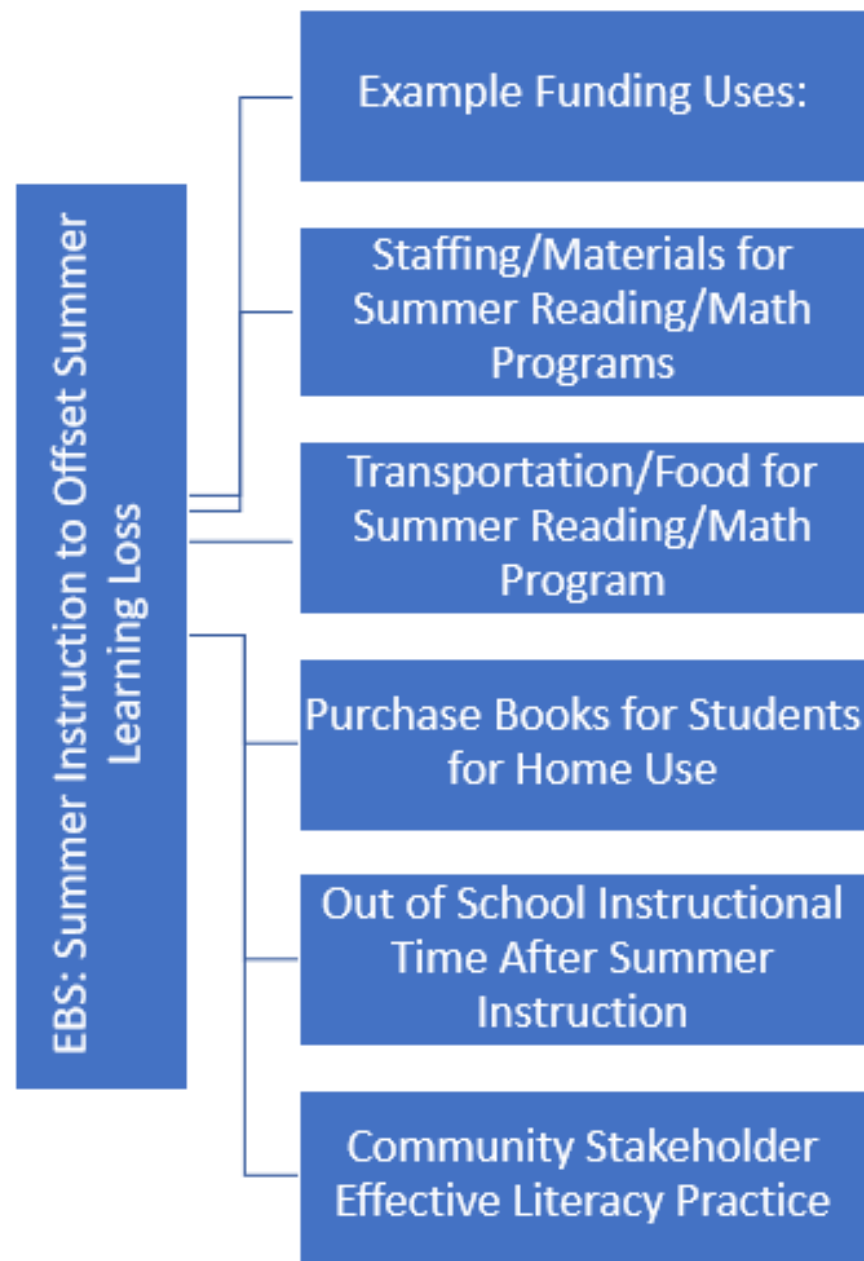 EBS: Summer Instruction to Offset Summer
Learning Loss
Example Funding Uses:
Staffing/Materials for
Summer Reading/Math
Programs
Transportation/Food for
Summer Reading/Math
Program
Purchase Books for Students
for Home Use
Out of School Instructional
Time After Summer
Instruction
Community Stakeholder
Effective Literacy Practice